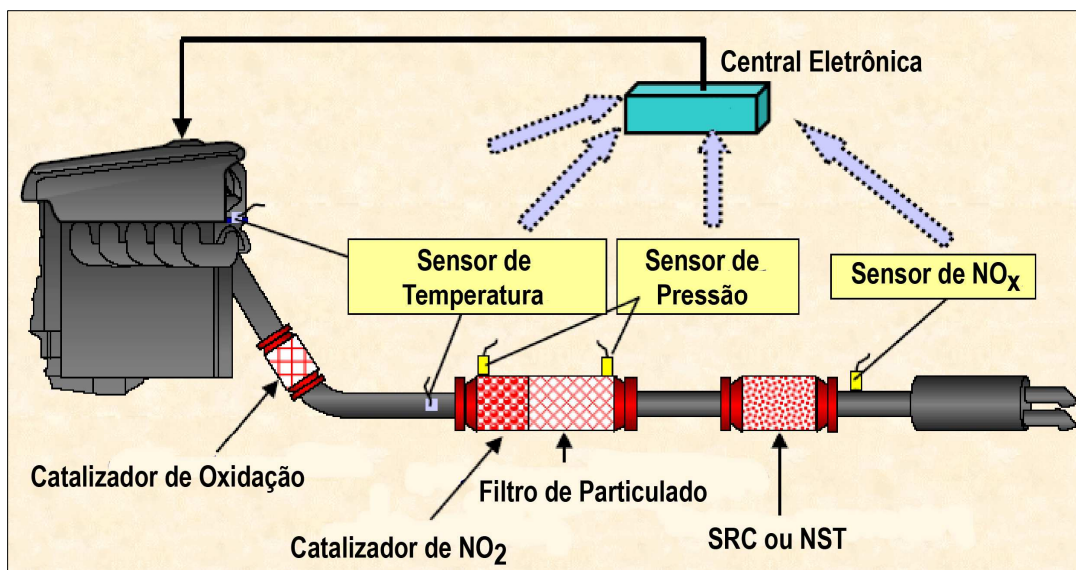 Central Eletrônica
Sensor de
Temperatura
Sensor de
Pressão
Sensor de NOx
Catalizador de Oxidação
Filtro de Particulado
Catalizador de NO2
SRC ou NST